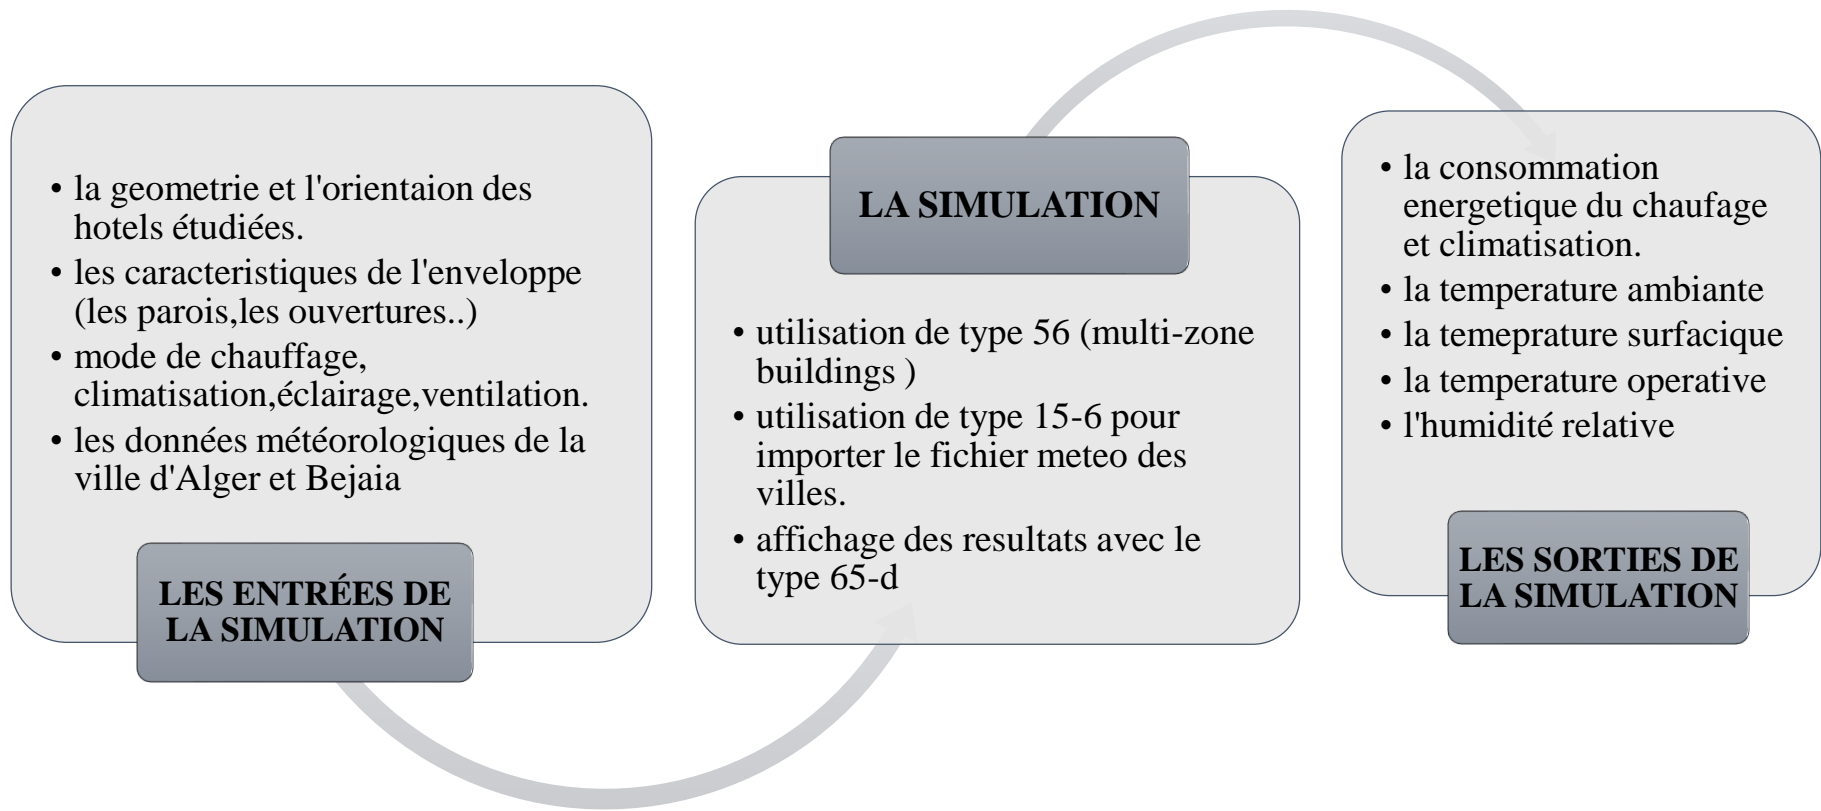 • la geometrie et l'orientaion des
hotels étudiées.
• les caracteristiques de l'enveloppe
(les parois,les ouvertures..)
• mode de chauffage,
climatisation,éclairage,ventilation.
• les données météorologiques de la
ville d'Alger et Bejaia
LES ENTRÉES DE
LA SIMULATION
LA SIMULATION
• utilisation de type 56 (multi-zone
buildings )
• utilisation de type 15-6 pour
importer le fichier meteo des
villes.
• affichage des resultats avec le
type 65-d
• la consommation
energetique du chaufage
et climatisation.
• la temperature ambiante
• la temeprature surfacique
• la temperature operative
• l'humidité relative
LES SORTIES DE
LA SIMULATION